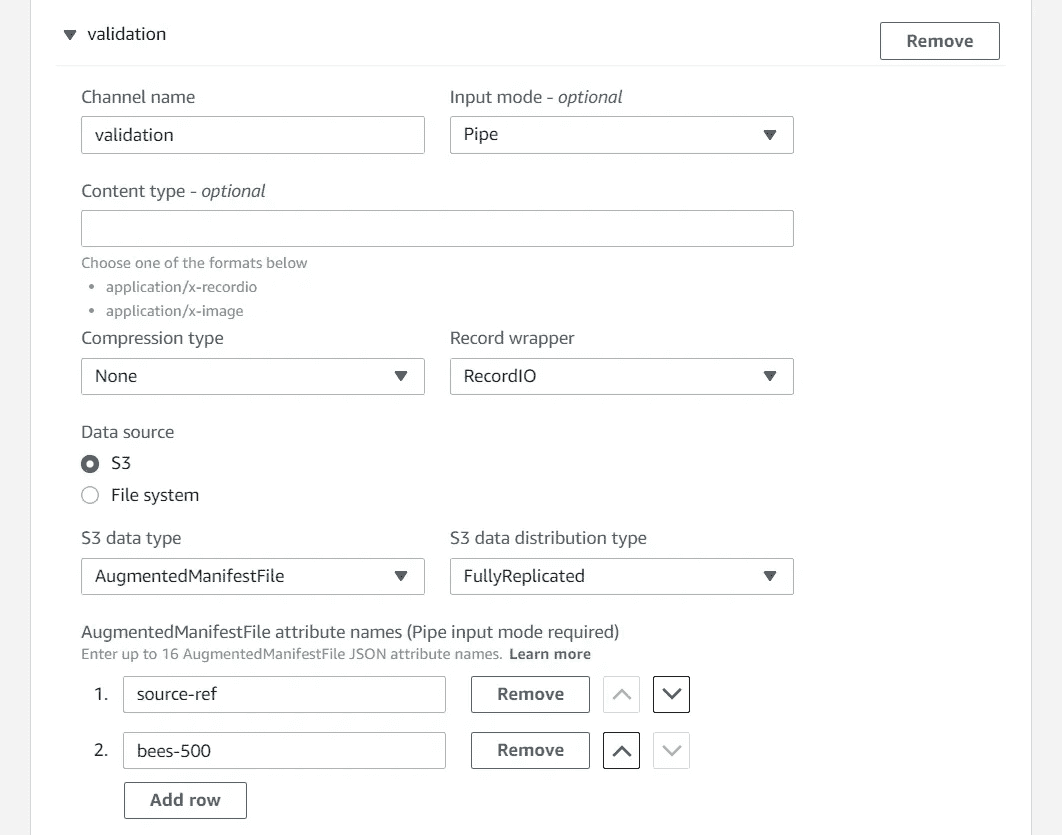 validation
Remove
Channel name Input mode - optional
validation Pipe
Content type - optional
Choose one of the formats below
• application/x-recordio
• application/x-image
Compression type Record wrapper
None RecordIO
Data source
S3
File system
S3 data type S3 data distribution type
AugmentedManifestFile FullyReplicated
AugmentedManifestFile attribute names (Pipe input mode required)
Enter up to 16 AugmentedManifestFile JSON attribute names. Learn more
1. source-ref Remove
2. bees-500 Remove
Add row